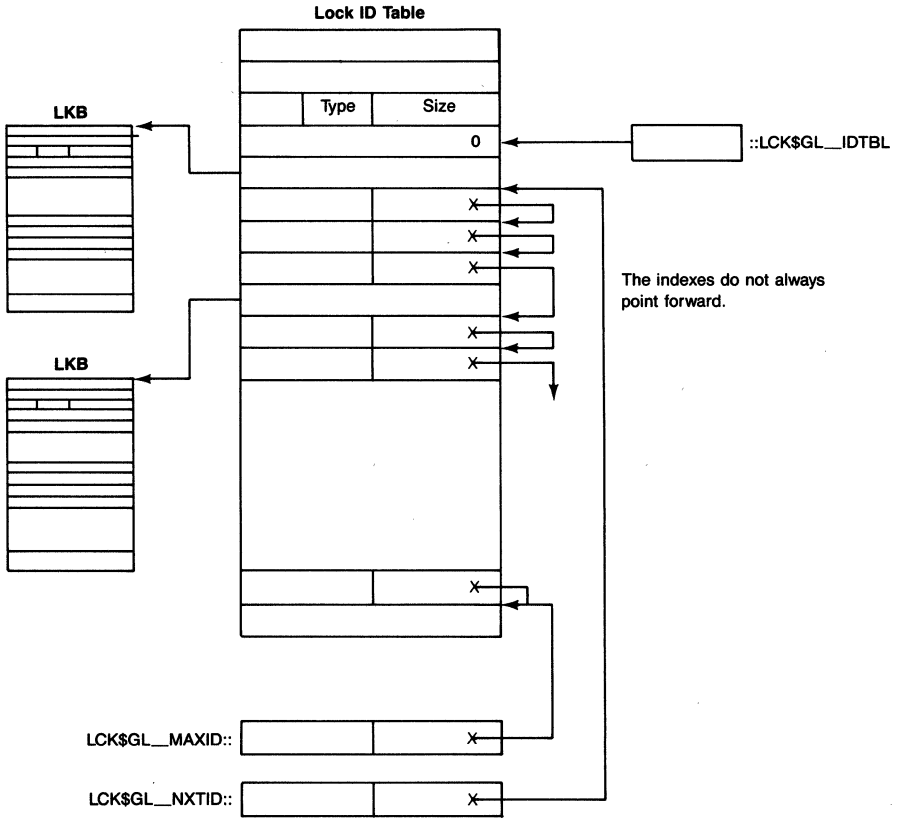 Lock ID Table
Type
Size
LKB
0
::LCK$GL__IDTBL
X
X
X
The indexes do not always
point forward.
X
LKB
X
X
LCK$GL__MAXID::
X
LCK$GL__NXTID::
X